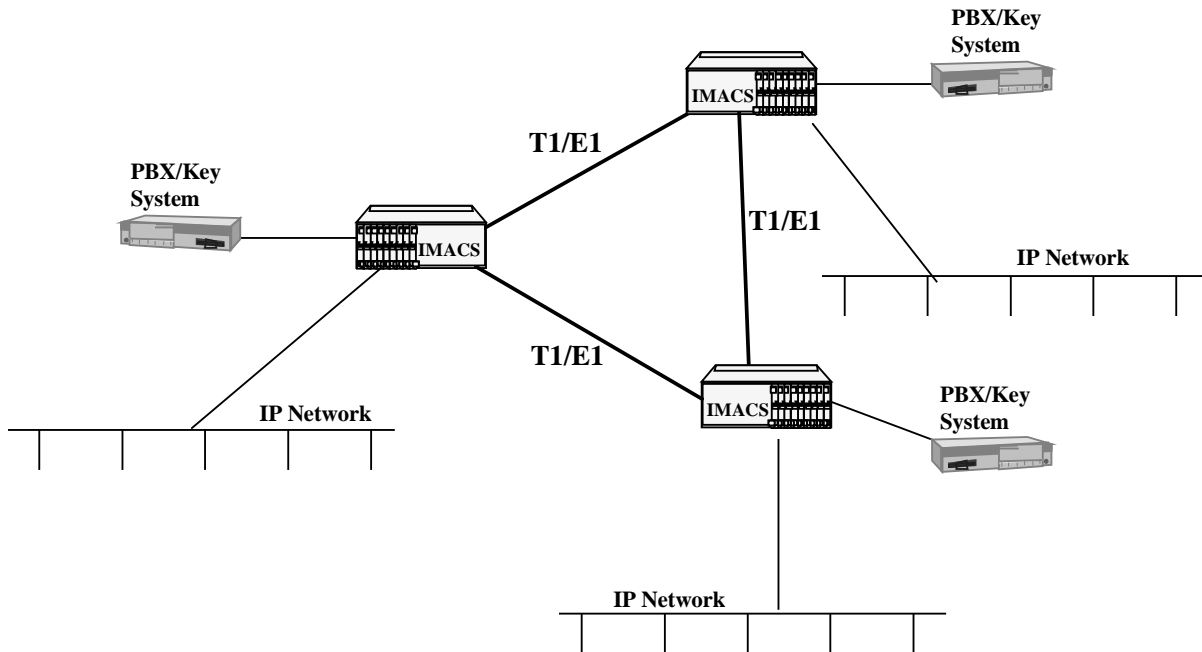 PBX/Key
System
IMACS
T1/E1
PBX/Key
System
T1/E1
IMACS
IP Network
T1/E1
IMACS
PBX/Key
System
IP Network
IP Network